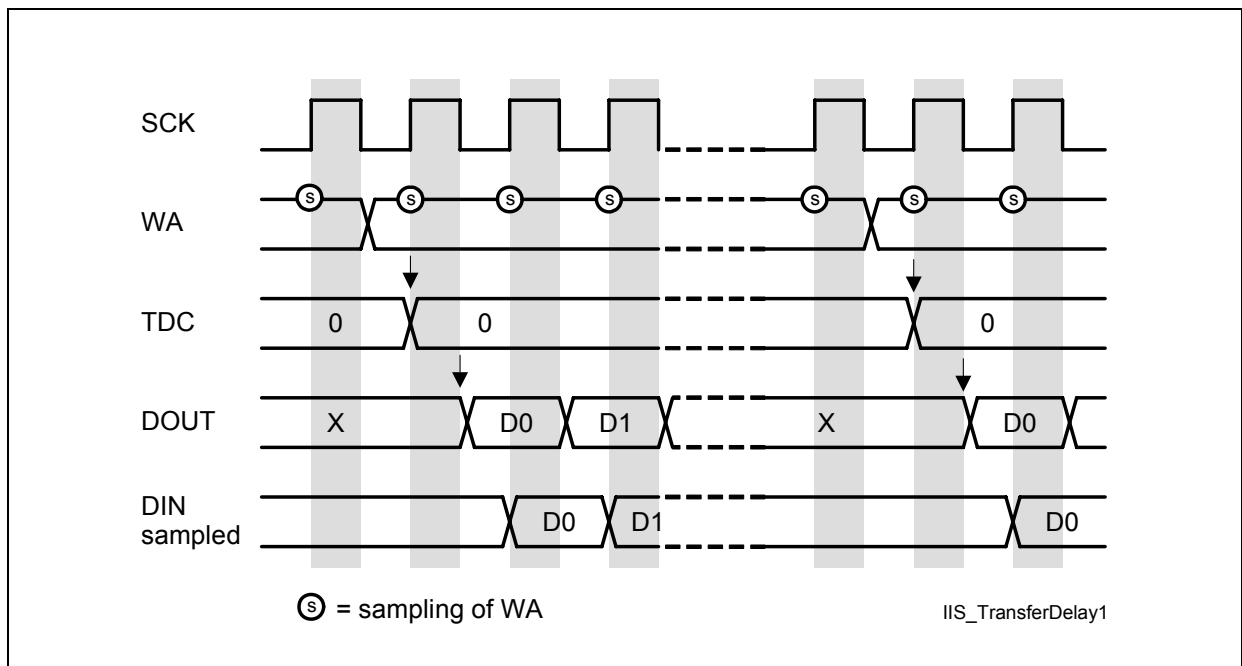 SCK
WA
S S S S S S S
TDC 0 0 0
DOUT X D0 D1 X D0
DIN
sampled D0 D1 D0
S = sampling of WA
IIS_TransferDelay1